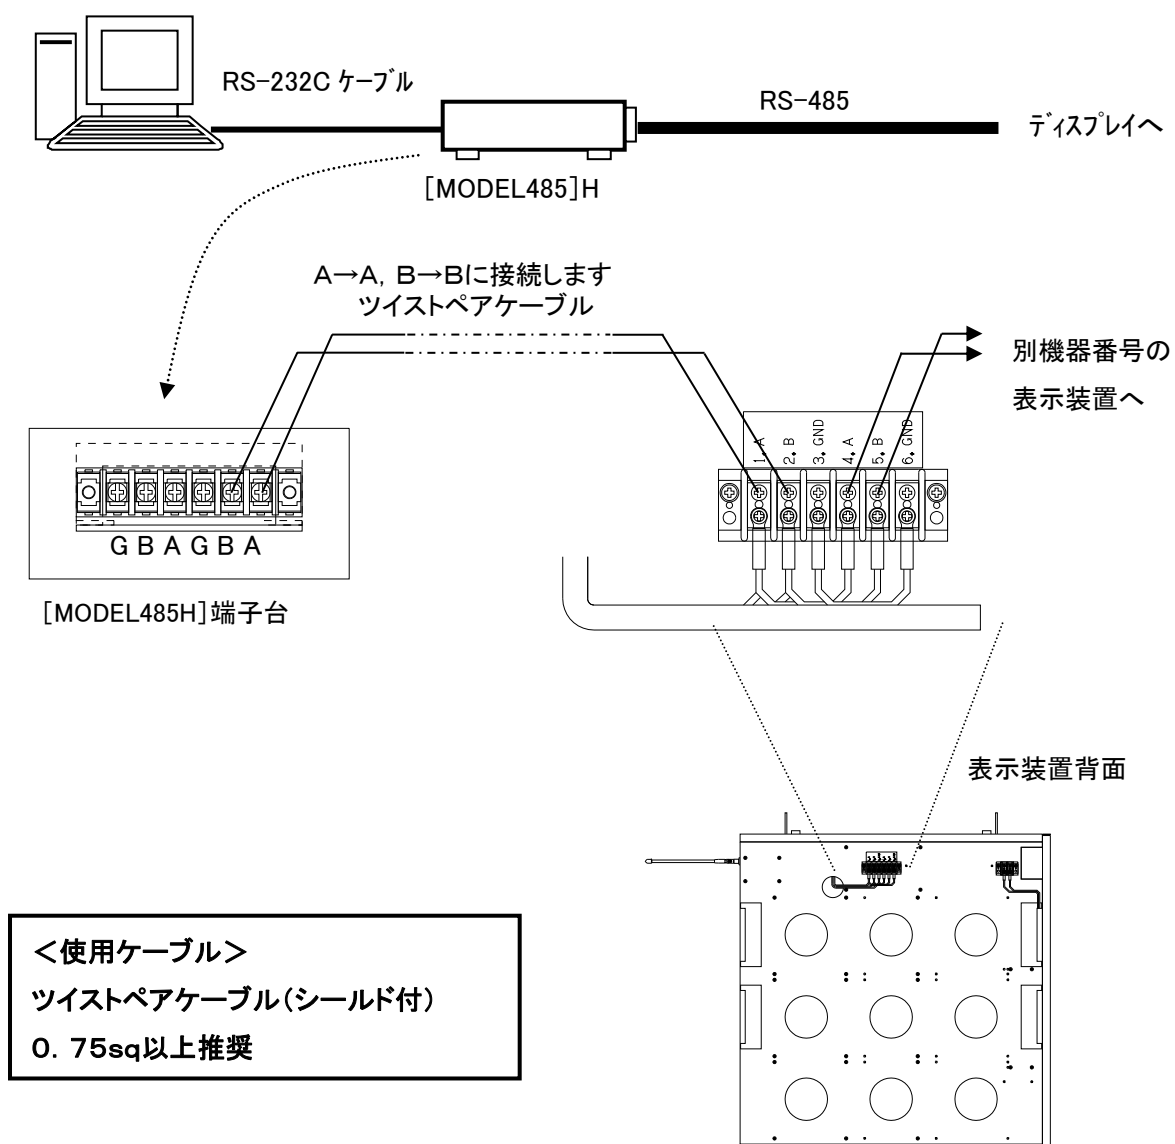 RS-232C ケーブル
RS-485
ディスプレイへ
[MODEL485]H
A→A, B→Bに接続します
ツイストペアケーブル
別機器番号の
表示装置へ
1. A
2. B
3. GND
4. A
5. B
6. GND
G B A G B A
[MODEL485H]端子台
表示装置背面
＜使用ケーブル＞
ツイストペアケーブル（シールド付）
0. 75sq以上推奨